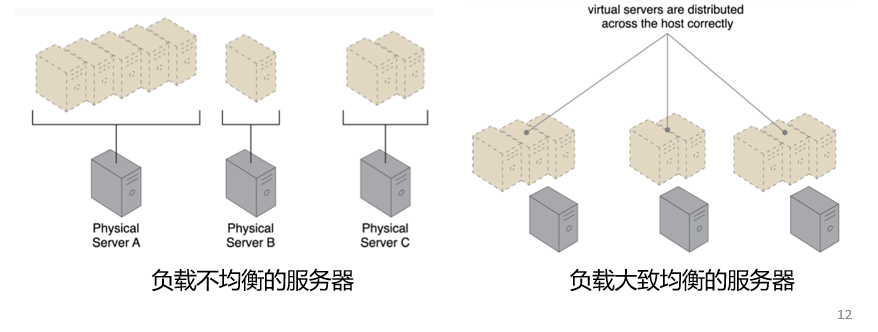 virtual servers are distributed
across the host correctly
Physical
Server A
Physical
Server B
Physical
Server C
负载不均衡的服务器
负载大致均衡的服务器
12